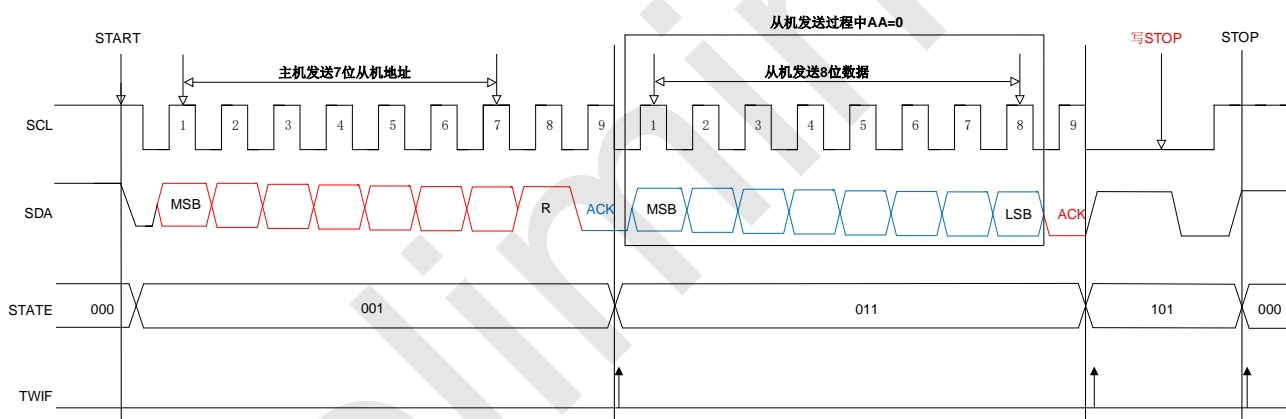 从机发送过程中AA=0
START
写STOP
STOP
主机发送7位从机地址
从机发送8位数据
SCL
1 2 3 4 5 6 7 8 9 1 2 3 4 5 6 7 8 9
SDA
MSB R ACK MSB LSB ACK
STATE
000 001 011 101 000
TWIF